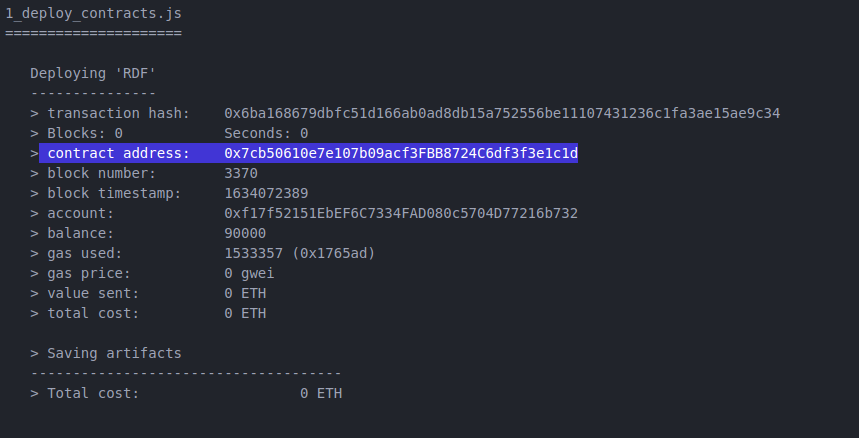 1_deploy_contracts.js
=====================
Deploying 'RDF'
---------------
> transaction hash: 0x6ba168679dbfc51d166ab0ad8db15a752556be11107431236c1fa3ae15ae9c34
> Blocks: 0 Seconds: 0
> contract address: 0x7cb50610e7e107b09acf3FBB8724C6df3f3e1c1d
> block number: 3370
> block timestamp: 1634072389
> account: 0xf17f52151EbEF6C7334FAD080c5704D77216b732
> balance: 90000
> gas used: 1533357 (0x1765ad)
> gas price: 0 gwei
> value sent: 0 ETH
> total cost: 0 ETH
> Saving artifacts
-------------------------------------
> Total cost: 0 ETH